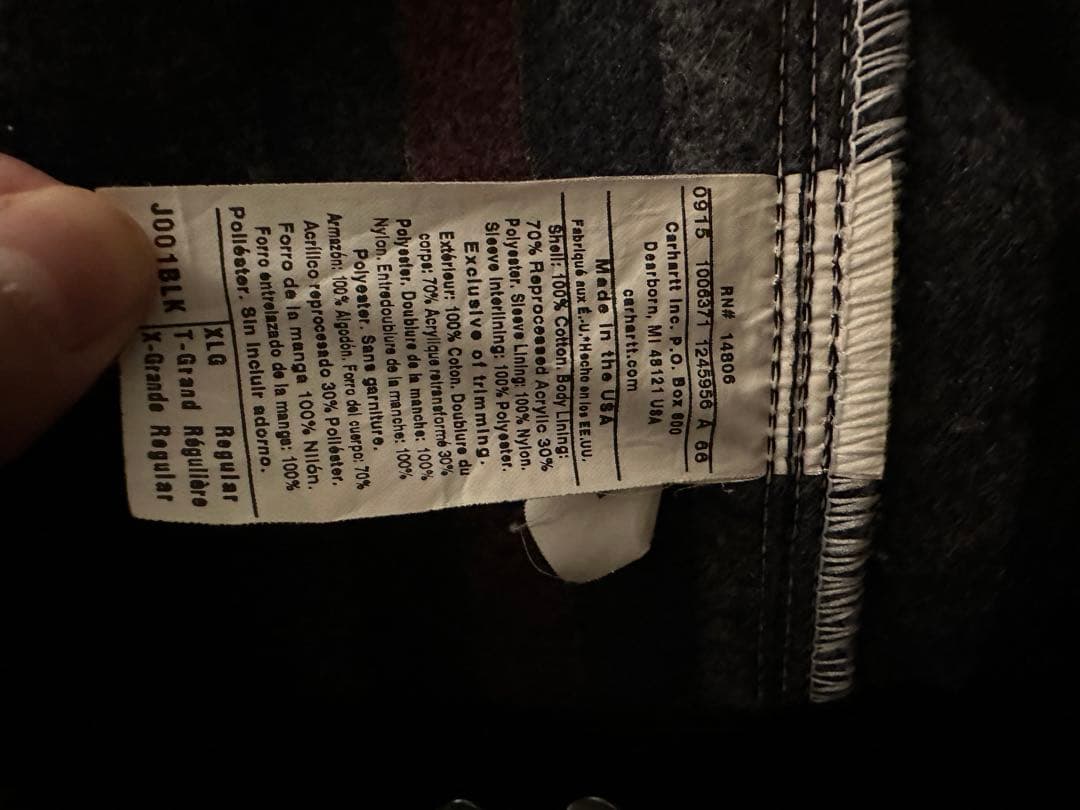 RN# 14806
0915 1008371 1245956 A 66
Carhartt Inc. P.O. Box 600
Dearborn, MI 48121 USA
carhartt.com
Made in the USA
Fabriqué aux É.-U.*Hecho en los EE.UU.
Shell: 100% Cotton. Body Lining:
70% Reprocessed Acrylic 30%
Polyester. Sleeve Lining: 100% Nylon.
Sleeve Interlining: 100% Polyester.
Exclusive of trimming.
Extérieur: 100% Coton. Doublure du
corps: 70% Acrylique retransformé 30%
Polyester. Doublure de la manche: 100%
Nylon. Entredoublure de la manche: 100%
Polyester. Sans garniture.
Armazón: 100% Algodón. Forro del cuerpo: 70%
Acrílico reprocesado 30% Poliéster.
Forro de la manga 100% Nilón.
Forro entrelazado de la manga: 100%
Poliéster. Sin incluir adorno.
XLG Regular
T-Grand Régulière
J001BLK X-Grande Regular